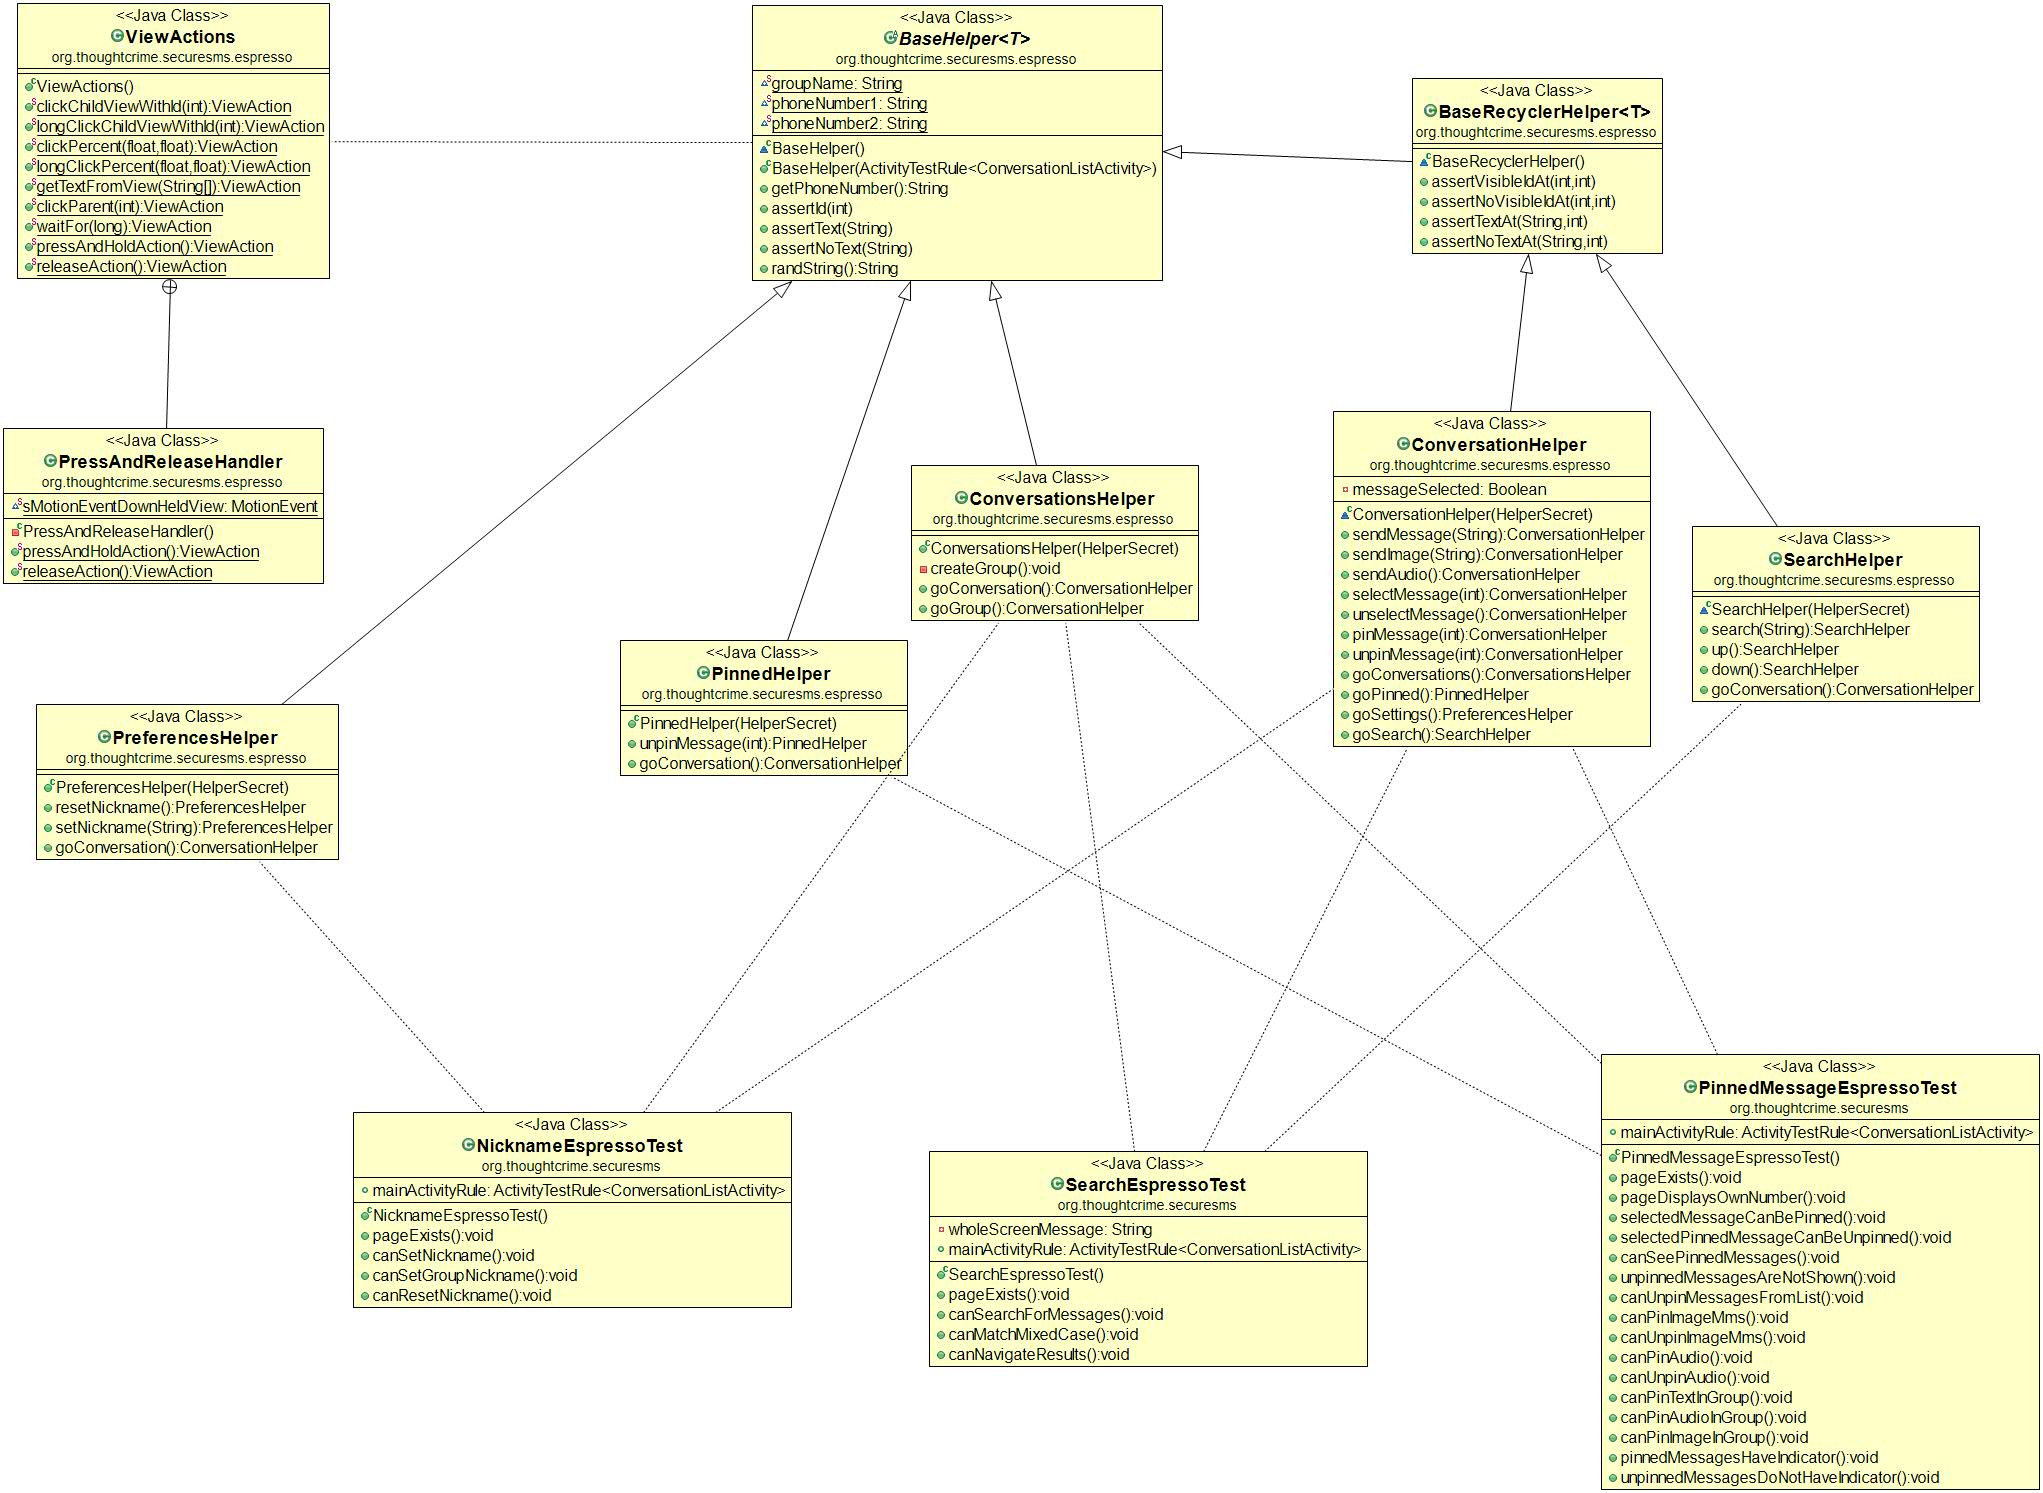 <<Java Class>>
ViewActions
org.thoughtcrime.securesms.espresso
ViewActions()
clickChildViewWithId(int):ViewAction
longClickChildViewWithId(int):ViewAction
clickPercent(float,float):ViewAction
longClickPercent(float,float):ViewAction
getTextFromView(String[]):ViewAction
clickParent(int):ViewAction
waitFor(long):ViewAction
pressAndHoldAction():ViewAction
releaseAction():ViewAction
<<Java Class>>
BaseHelper<T>
org.thoughtcrime.securesms.espresso
groupName: String
phoneNumber1: String
phoneNumber2: String
BaseHelper()
BaseHelper(ActivityTestRule<ConversationListActivity>)
getPhoneNumber():String
assertId(int)
assertText(String)
assertNoText(String)
randString():String
<<Java Class>>
BaseRecyclerHelper<T>
org.thoughtcrime.securesms.espresso
BaseRecyclerHelper()
assertVisibleIdAt(int,int)
assertNoVisibleIdAt(int,int)
assertTextAt(String,int)
assertNoTextAt(String,int)
<<Java Class>>
PressAndReleaseHandler
org.thoughtcrime.securesms.espresso
sMotionEventDownHeldView: MotionEvent
PressAndReleaseHandler()
pressAndHoldAction():ViewAction
releaseAction():ViewAction
<<Java Class>>
ConversationsHelper
org.thoughtcrime.securesms.espresso
ConversationsHelper(HelperSecret)
createGroup():void
goConversation():ConversationHelper
goGroup():ConversationHelper
<<Java Class>>
ConversationHelper
org.thoughtcrime.securesms.espresso
messageSelected: Boolean
ConversationHelper(HelperSecret)
sendMessage(String):ConversationHelper
sendImage(String):ConversationHelper
sendAudio():ConversationHelper
selectMessage(int):ConversationHelper
unselectMessage():ConversationHelper
pinMessage(int):ConversationHelper
unpinMessage(int):ConversationHelper
goConversations():ConversationsHelper
goPinned():PinnedHelper
goSettings():PreferencesHelper
goSearch():SearchHelper
<<Java Class>>
SearchHelper
org.thoughtcrime.securesms.espresso
SearchHelper(HelperSecret)
search(String):SearchHelper
up():SearchHelper
down():SearchHelper
goConversation():ConversationHelper
<<Java Class>>
PinnedHelper
org.thoughtcrime.securesms.espresso
PinnedHelper(HelperSecret)
unpinMessage(int):PinnedHelper
goConversation():ConversationHelper
<<Java Class>>
PreferencesHelper
org.thoughtcrime.securesms.espresso
PreferencesHelper(HelperSecret)
resetNickname():PreferencesHelper
setNickname(String):PreferencesHelper
goConversation():ConversationHelper
<<Java Class>>
NicknameEspressoTest
org.thoughtcrime.securesms
mainActivityRule: ActivityTestRule<ConversationListActivity>
NicknameEspressoTest()
pageExists():void
canSetNickname():void
canSetGroupNickname():void
canResetNickname():void
<<Java Class>>
SearchEspressoTest
org.thoughtcrime.securesms
wholeScreenMessage: String
mainActivityRule: ActivityTestRule<ConversationListActivity>
SearchEspressoTest()
pageExists():void
canSearchForMessages():void
canMatchMixedCase():void
canNavigateResults():void
<<Java Class>>
PinnedMessageEspressoTest
org.thoughtcrime.securesms
mainActivityRule: ActivityTestRule<ConversationListActivity>
PinnedMessageEspressoTest()
pageExists():void
pageDisplaysOwnNumber():void
selectedMessageCanBePinned():void
selectedPinnedMessageCanBeUnpinned():void
canSeePinnedMessages():void
unpinnedMessagesAreNotShown():void
canUnpinMessagesFromList():void
canPinImageMms():void
canUnpinImageMms():void
canPinAudio():void
canUnpinAudio():void
canPinTextInGroup():void
canPinAudioInGroup():void
canPinImageInGroup():void
pinnedMessagesHaveIndicator():void
unpinnedMessagesDoNotHaveIndicator():void